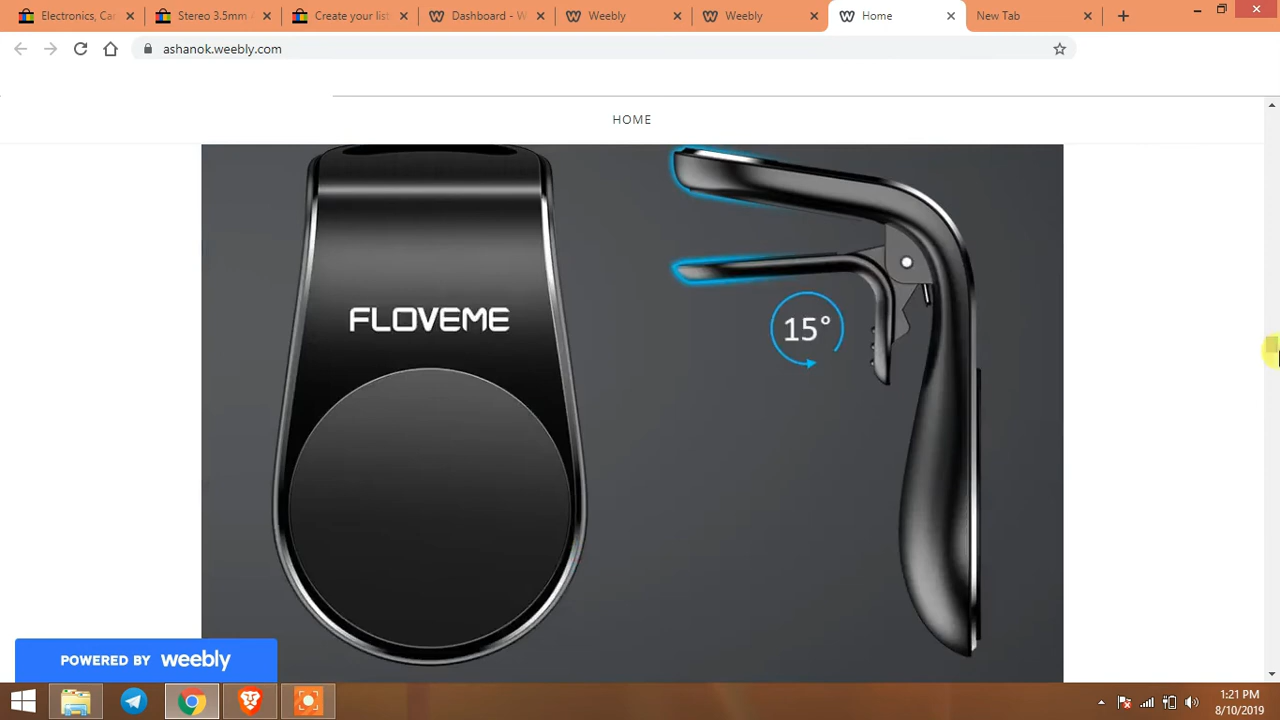 Electronics, Ca
Stereo 3.5mm
Create your list
Dashboard - W
Weebly
Weebly
Home
New Tab
ashanok.weebly.com
HOME
FLOVEME
15°
POWERED BY weebly
1:21 PM
8/10/2019